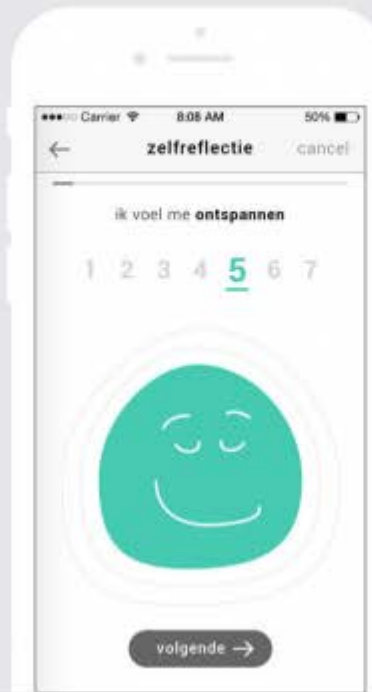 Carrier 8:08 AM 50%
← zelfreflectie cancel
ik voel me ontspannen
1 2 3 4 5 6 7
volgende →